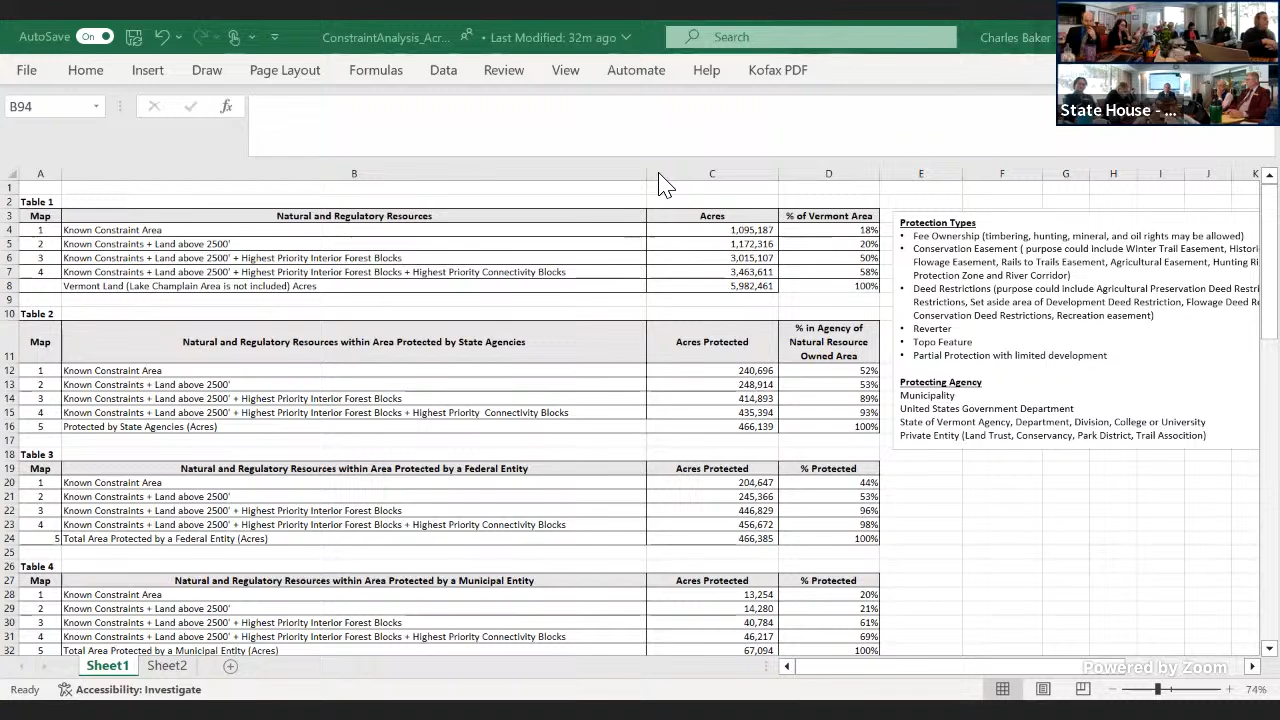 AutoSave On ConstraintAnalysis_Acr... • Last Modified: 32m ago Search Charles Baker
File Home Insert Draw Page Layout Formulas Data Review View Automate Help Kofax PDF
State House - ...
B94 fx
A B C D E F G H I J K
1
2 Table 1
3 Map Natural and Regulatory Resources Acres % of Vermont Area
4 1 Known Constraint Area 1,095,187 18%
5 2 Known Constraints + Land above 2500' 1,172,316 20%
6 3 Known Constraints + Land above 2500' + Highest Priority Interior Forest Blocks 3,015,107 50%
7 4 Known Constraints + Land above 2500' + Highest Priority Interior Forest Blocks + Highest Priority Connectivity Blocks 3,463,611 58%
8 Vermont Land (Lake Champlain Area is not included) Acres 5,982,461 100%
9
10 Table 2
11 Map Natural and Regulatory Resources within Area Protected by State Agencies Acres Protected % in Agency of Natural Resource Owned Area
12 1 Known Constraint Area 240,696 52%
13 2 Known Constraints + Land above 2500' 248,914 53%
14 3 Known Constraints + Land above 2500' + Highest Priority Interior Forest Blocks 414,893 89%
15 4 Known Constraints + Land above 2500' + Highest Priority Interior Forest Blocks + Highest Priority Connectivity Blocks 435,394 93%
16 5 Protected by State Agencies (Acres) 466,139 100%
17
18 Table 3
19 Map Natural and Regulatory Resources within Area Protected by a Federal Entity Acres Protected % Protected
20 1 Known Constraint Area 204,647 44%
21 2 Known Constraints + Land above 2500' 245,366 53%
22 3 Known Constraints + Land above 2500' + Highest Priority Interior Forest Blocks 446,829 96%
23 4 Known Constraints + Land above 2500' + Highest Priority Interior Forest Blocks + Highest Priority Connectivity Blocks 456,672 98%
24 5 Total Area Protected by a Federal Entity (Acres) 466,385 100%
25
26 Table 4
27 Map Natural and Regulatory Resources within Area Protected by a Municipal Entity Acres Protected % Protected
28 1 Known Constraint Area 13,254 20%
29 2 Known Constraints + Land above 2500' 14,280 21%
30 3 Known Constraints + Land above 2500' + Highest Priority Interior Forest Blocks 40,784 61%
31 4 Known Constraints + Land above 2500' + Highest Priority Interior Forest Blocks + Highest Priority Connectivity Blocks 46,217 69%
32 5 Total Area Protected by a Municipal Entity (Acres) 67,094 100%
Protection Types
• Fee Ownership (timbering, hunting, mineral, and oil rights may be allowed)
• Conservation Easement ( purpose could include Winter Trail Easement, Histori
Flowage Easement, Rails to Trails Easement, Agricultural Easement, Hunting Ri
Protection Zone and River Corridor)
• Deed Restrictions (purpose could include Agricultural Preservation Deed Restri
Restrictions, Set aside area of Development Deed Restriction, Flowage Deed Re
Conservation Deed Restrictions, Recreation easement)
• Reverter
• Topo Feature
• Partial Protection with limited development
Protecting Agency
Municipality
United States Government Department
State of Vermont Agency, Department, Division, College or University
Private Entity (Land Trust, Conservancy, Park District, Trail Assocition)
Sheet1 Sheet2
Powered by Zoom
Ready Accessibility: Investigate 74%